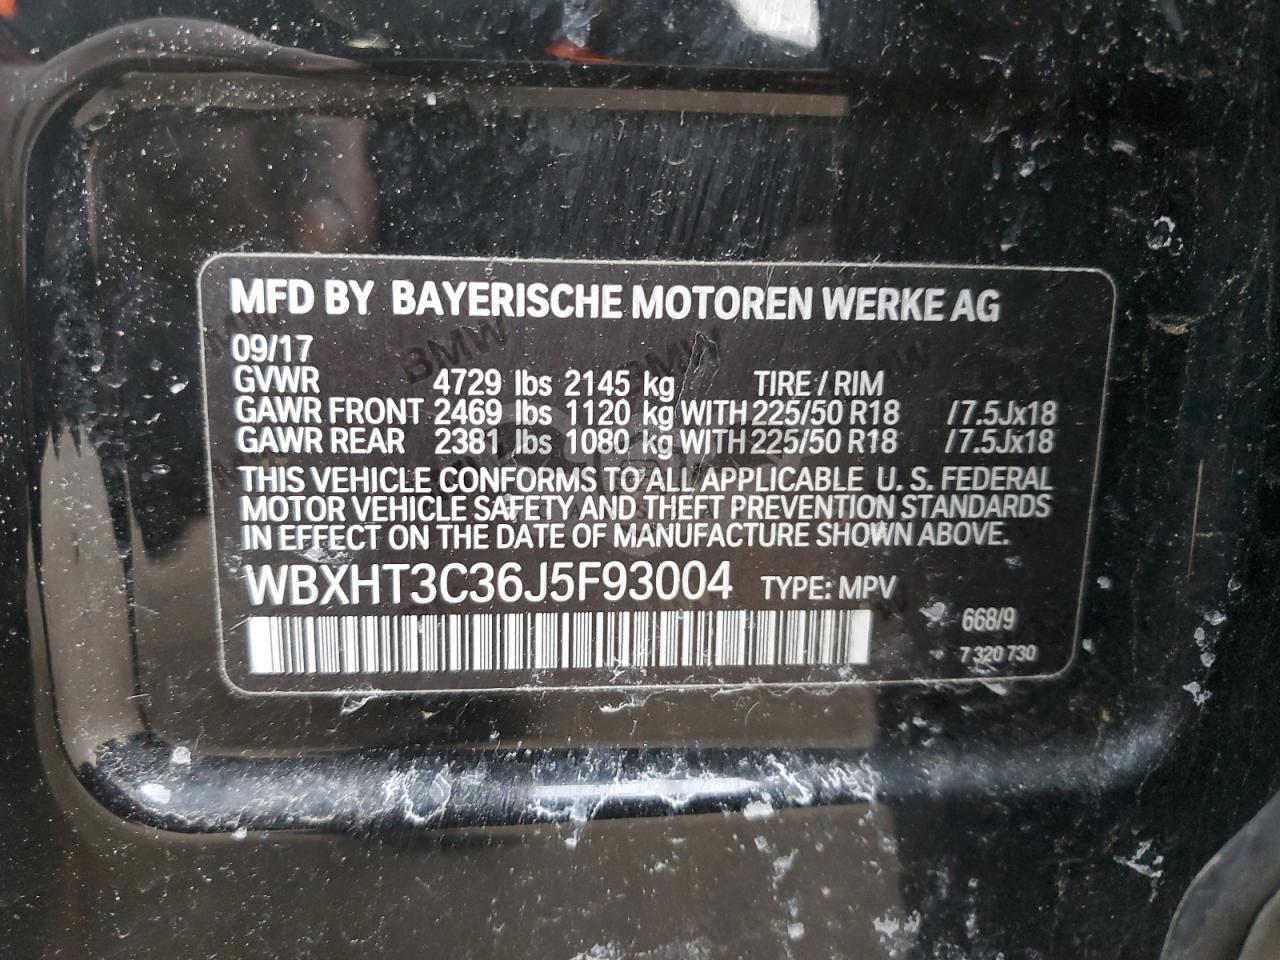 MFD BY BAYERISCHE MOTOREN WERKE AG
09/17
GVWR 4729 lbs 2145 kg TIRE / RIM
GAWR FRONT 2469 lbs 1120 kg WITH 225/50 R18 /7.5Jx18
GAWR REAR 2381 lbs 1080 kg WITH 225/50 R18 /7.5Jx18
THIS VEHICLE CONFORMS TO ALL APPLICABLE U. S. FEDERAL
MOTOR VEHICLE SAFETY AND THEFT PREVENTION STANDARDS
IN EFFECT ON THE DATE OF MANUFACTURE SHOWN ABOVE.
WBXHT3C36J5F93004 TYPE: MPV
668/9
7 320 730
BMW BMW